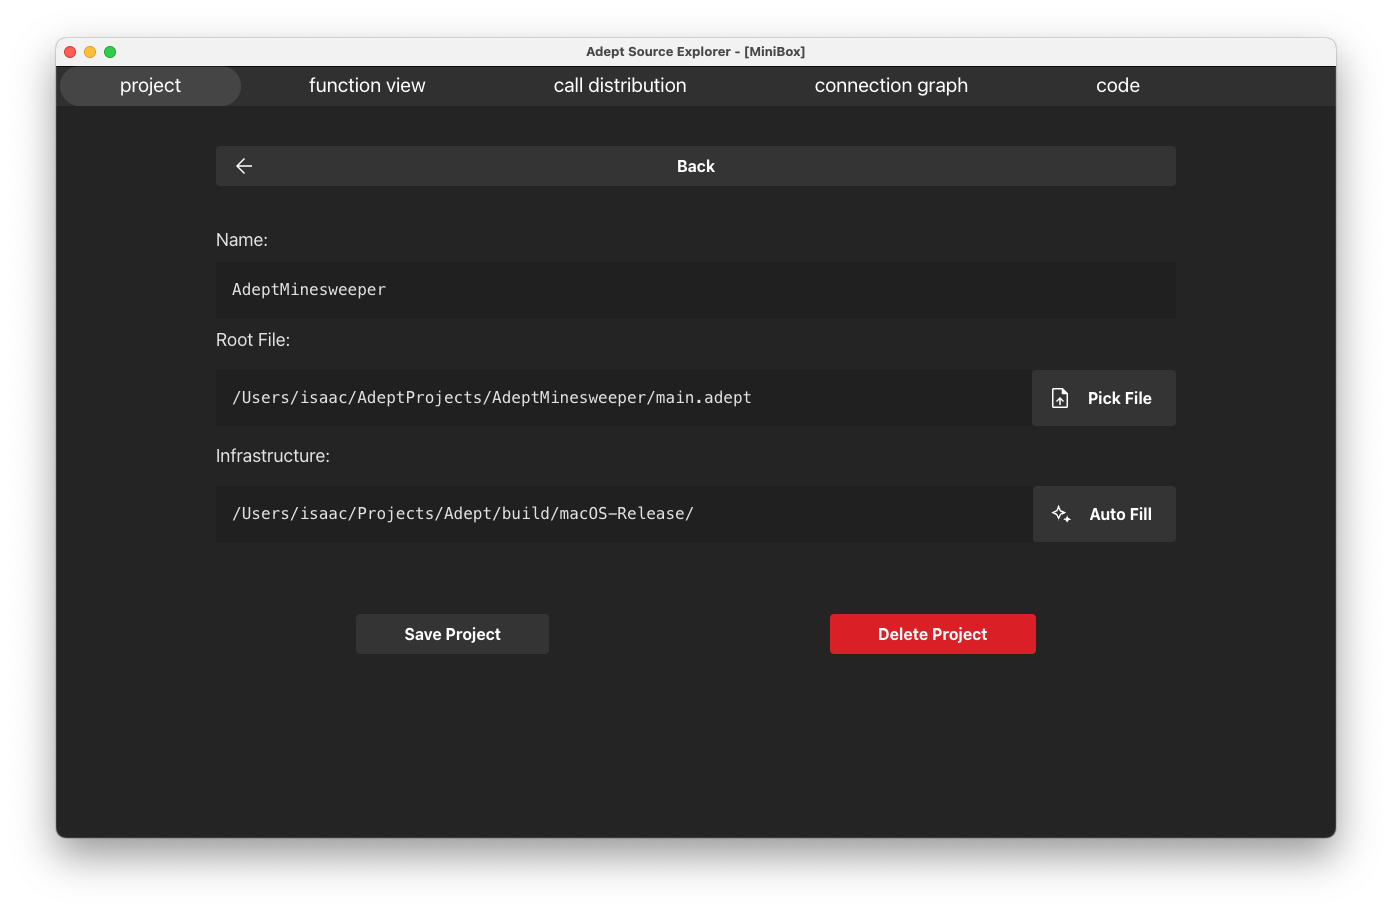 Adept Source Explorer - [MiniBox]
project function view call distribution connection graph code
Back
Name:
AdeptMinesweeper
Root File:
/Users/isaac/AdeptProjects/AdeptMinesweeper/main.adept Pick File
Infrastructure:
/Users/isaac/Projects/Adept/build/macOS-Release/ Auto Fill
Save Project Delete Project